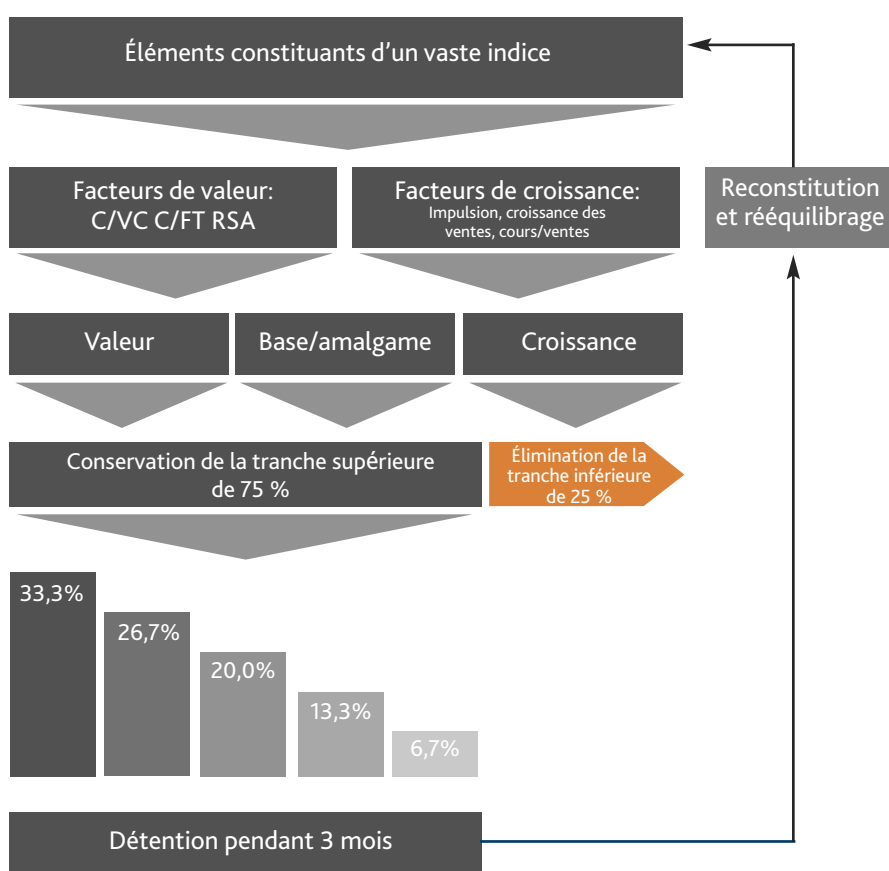 Éléments constituants d'un vaste indice
Facteurs de valeur:
C/VC C/FT RSA
Facteurs de croissance:
Impulsion, croissance des
ventes, cours/ventes
Reconstitution
et rééquilibrage
Valeur
Base/amalgame
Croissance
Conservation de la tranche supérieure
de 75 %
Élimination de la
tranche inférieure
de 25 %
33,3%
26,7%
20,0%
13,3%
6,7%
Détention pendant 3 mois